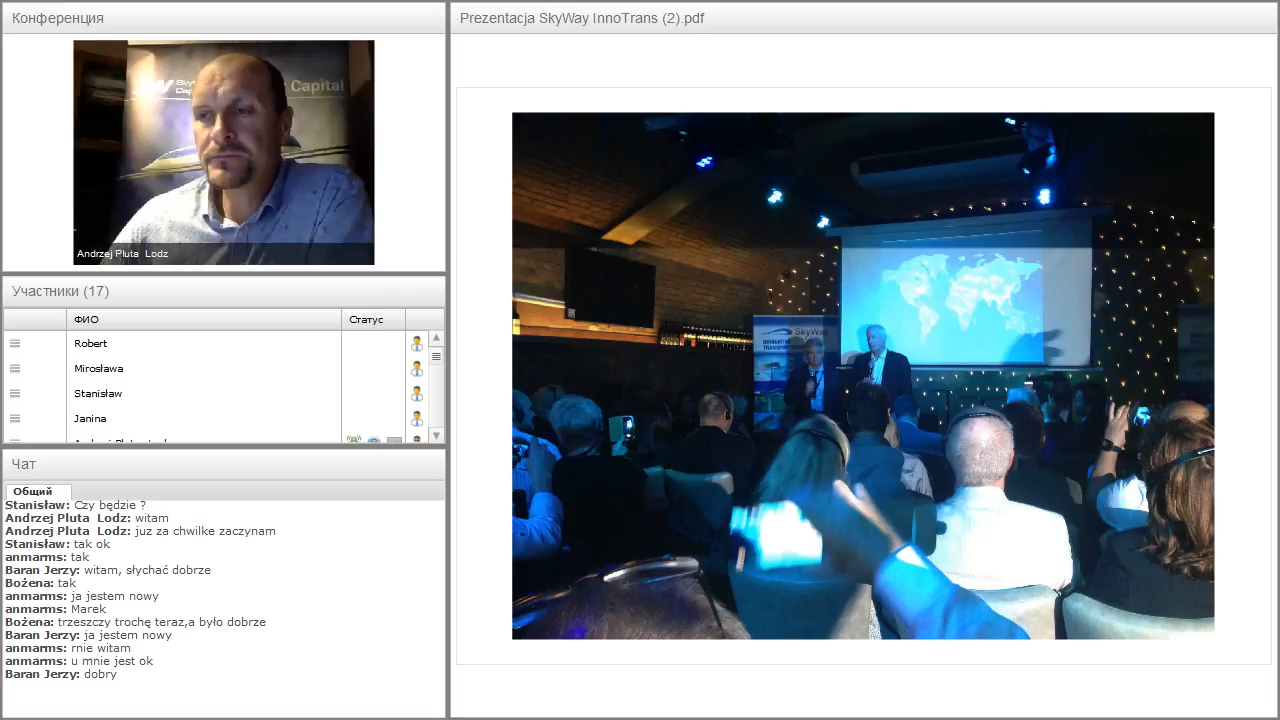 Конференция
Capital
Andrzej Pluta Lodz
Участники (17)
ФИО Статус
Robert
Mirosława
Stanisław
Janina
Чат
Общий
Stanisław: Czy będzie ?
Andrzej Pluta Lodz: witam
Andrzej Pluta Lodz: juz za chwilke zaczynam
Stanisław: tak ok
anmarms: tak
Baran Jerzy: witam, słychać dobrze
Bożena: tak
anmarms: ja jestem nowy
anmarms: Marek
Bożena: trzeszczy trochę teraz,a było dobrze
Baran Jerzy: ja jestem nowy
anmarms: rnie witam
anmarms: u mnie jest ok
Baran Jerzy: dobry
Prezentacja SkyWay InnoTrans (2).pdf
SkyWay